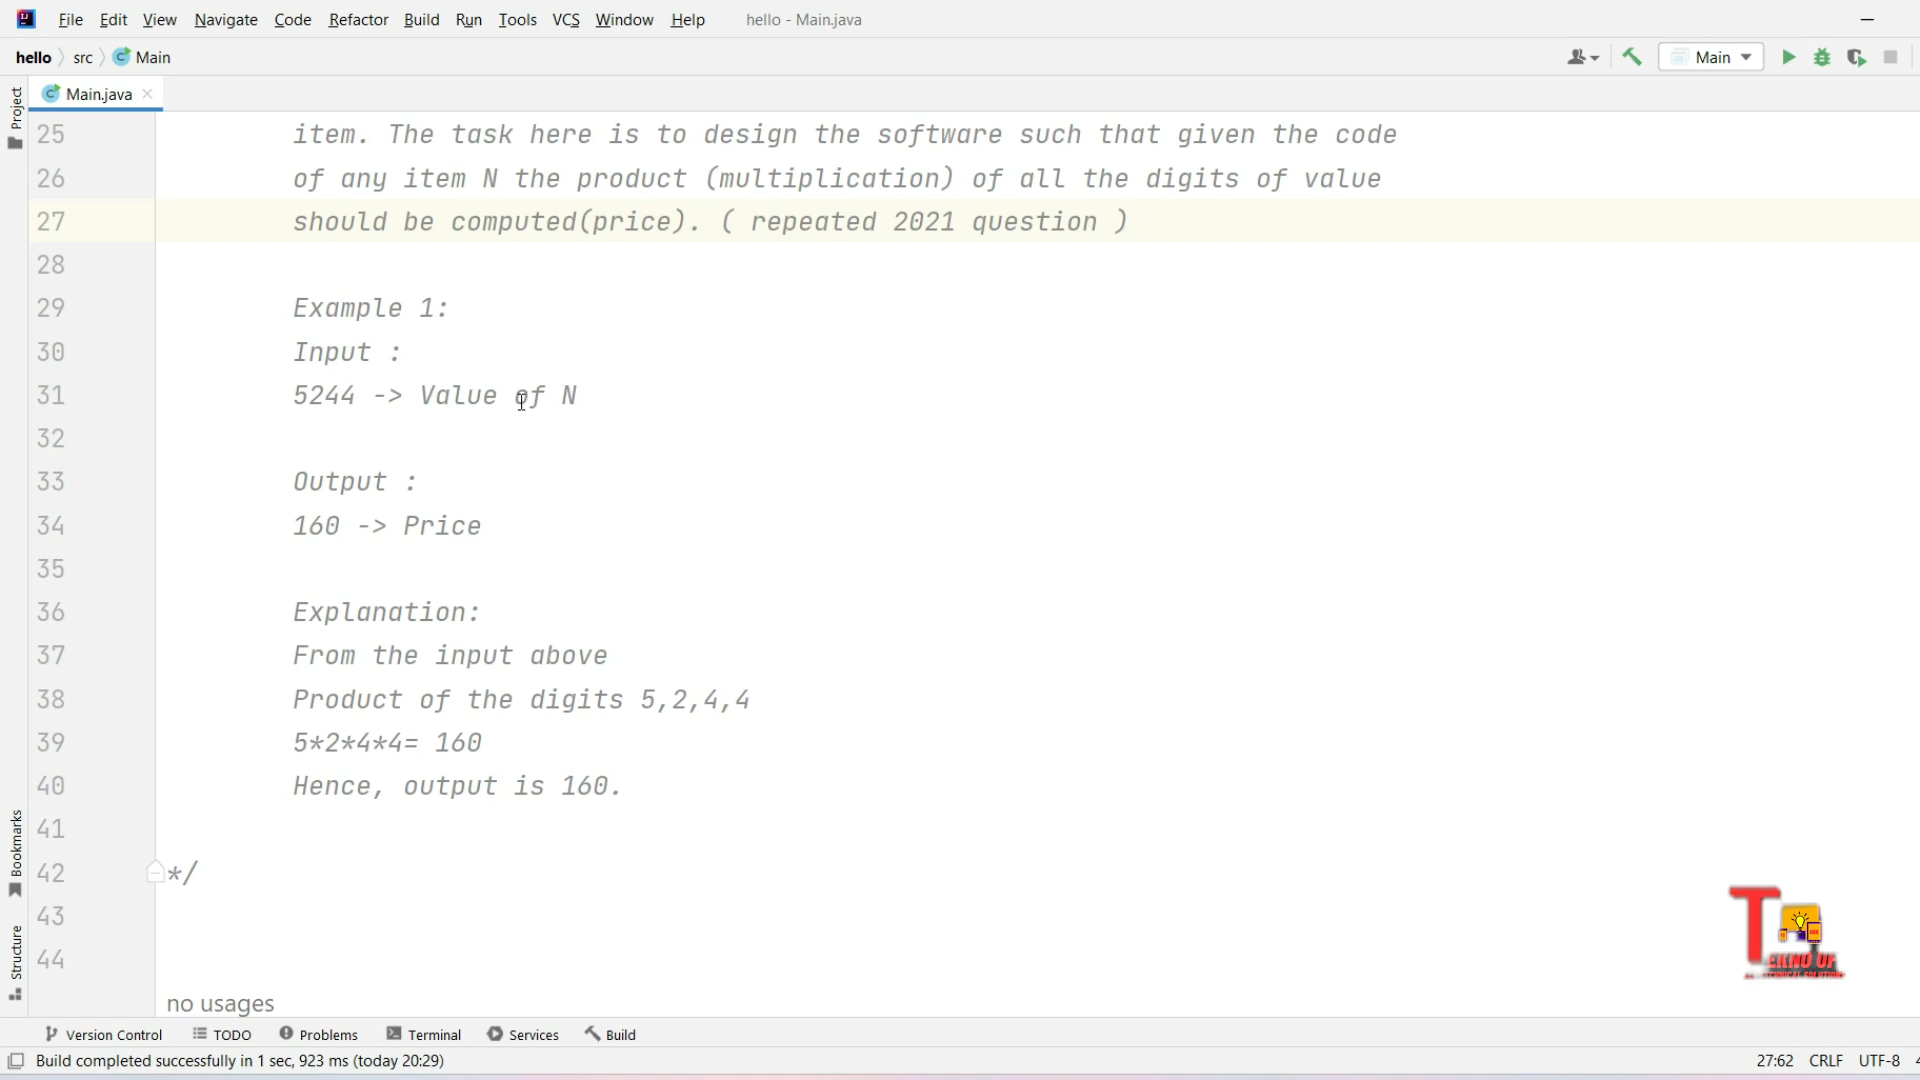 File Edit View Navigate Code Refactor Build Run Tools VCS Window Help hello - Main.java
hello src Main Main
Project
Main.java
25 item. The task here is to design the software such that given the code
26 of any item N the product (multiplication) of all the digits of value
27 should be computed(price). ( repeated 2021 question )
28
29 Example 1:
30 Input :
31 5244 -> Value of N
32
33 Output :
34 160 -> Price
35
36 Explanation:
37 From the input above
38 Product of the digits 5,2,4,4
39 5*2*4*4= 160
40 Hence, output is 160.
41
42 */
43
44
no usages
Bookmarks
Structure
Version Control TODO Problems Terminal Services Build
Build completed successfully in 1 sec, 923 ms (today 20:29) 27:62 CRLF UTF-8